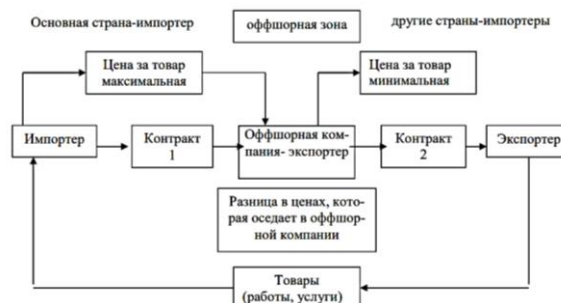 Основная страна-импортер
оффшорная зона
другие страны-импортеры
Цена за товар
максимальная
Цена за товар
минимальная
Импортер
Контракт
1
Оффшорная ком-
пания- экспортер
Контракт
2
Экспортер
Разница в ценах, кото-
рая оседает в оффшор-
ной компании
Товары
(работы, услуги)